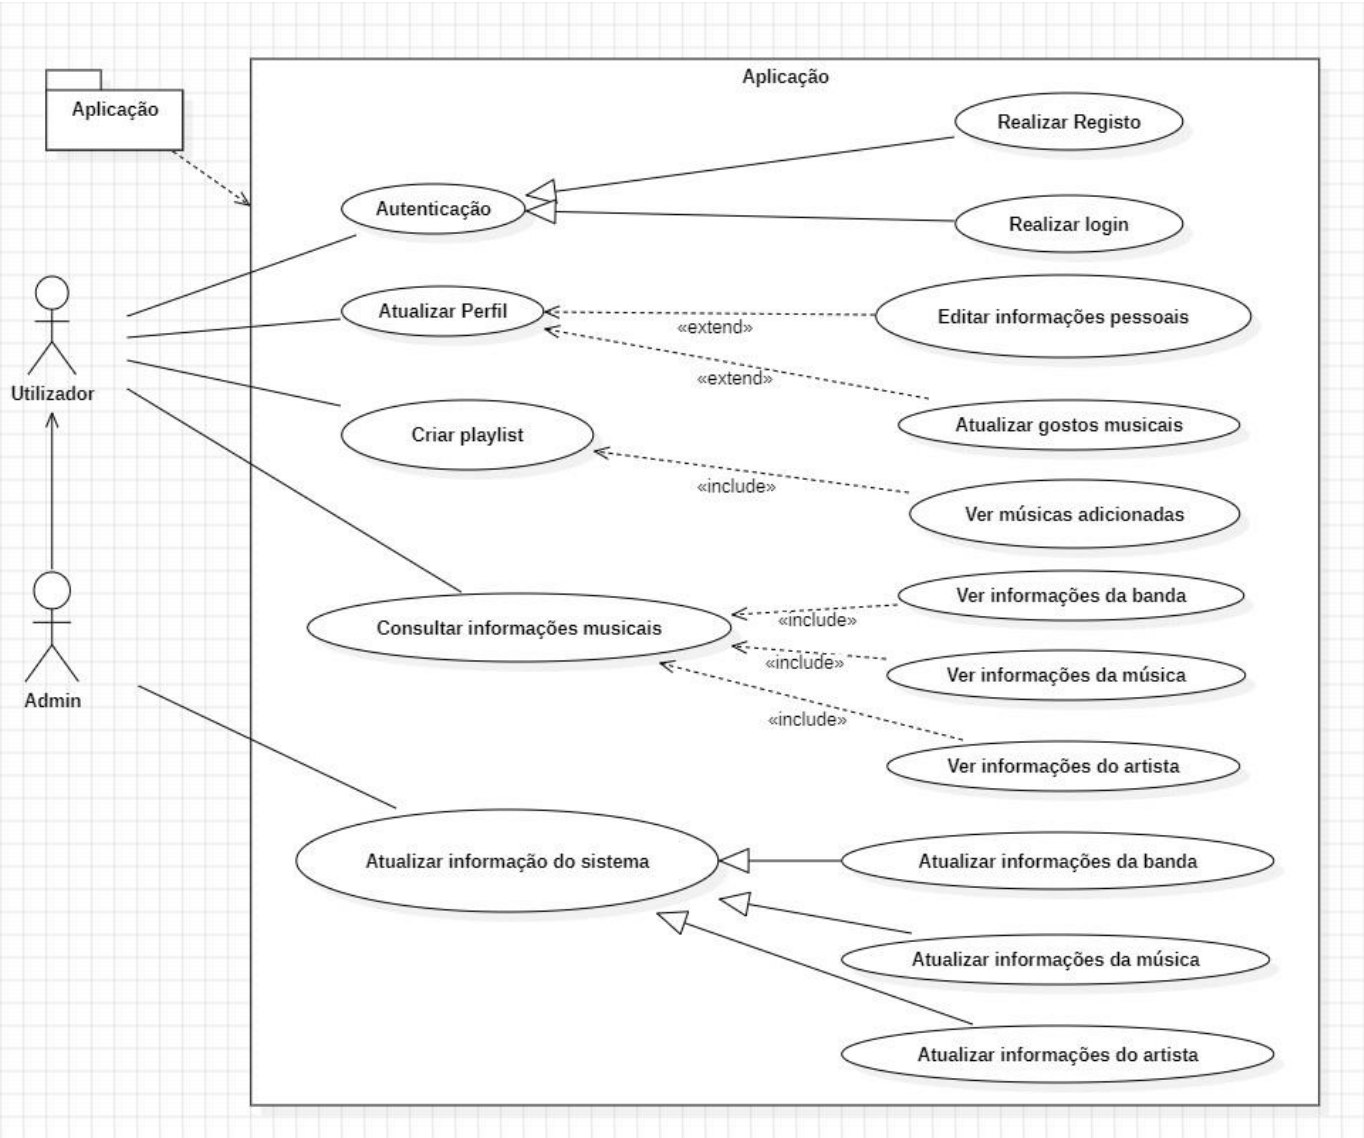 Aplicação
Aplicação
Realizar Registo
Autenticação
Realizar login
Atualizar Perfil
Editar informações pessoais
«extend»
«extend»
Utilizador
Atualizar gostos musicais
Criar playlist
«include»
Ver músicas adicionadas
Ver informações da banda
«include»
Consultar informações musicais
«include»
Ver informações da música
Admin
«include»
Ver informações do artista
Atualizar informação do sistema
Atualizar informações da banda
Atualizar informações da música
Atualizar informações do artista